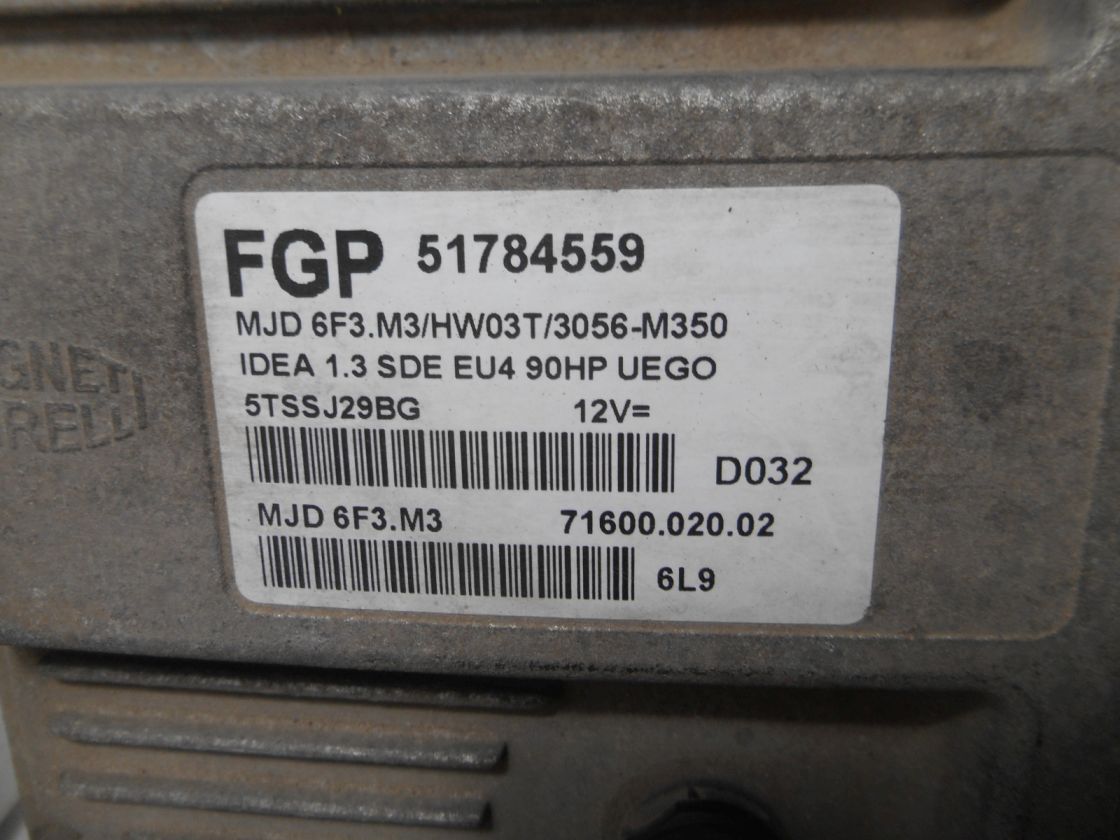 FGP 51784559
MJD 6F3.M3/HW03T/3056-M350
IDEA 1.3 SDE EU4 90HP UEGO
5TSSJ29BG 12V=
D032
MJD 6F3.M3 71600.020.02
6L9